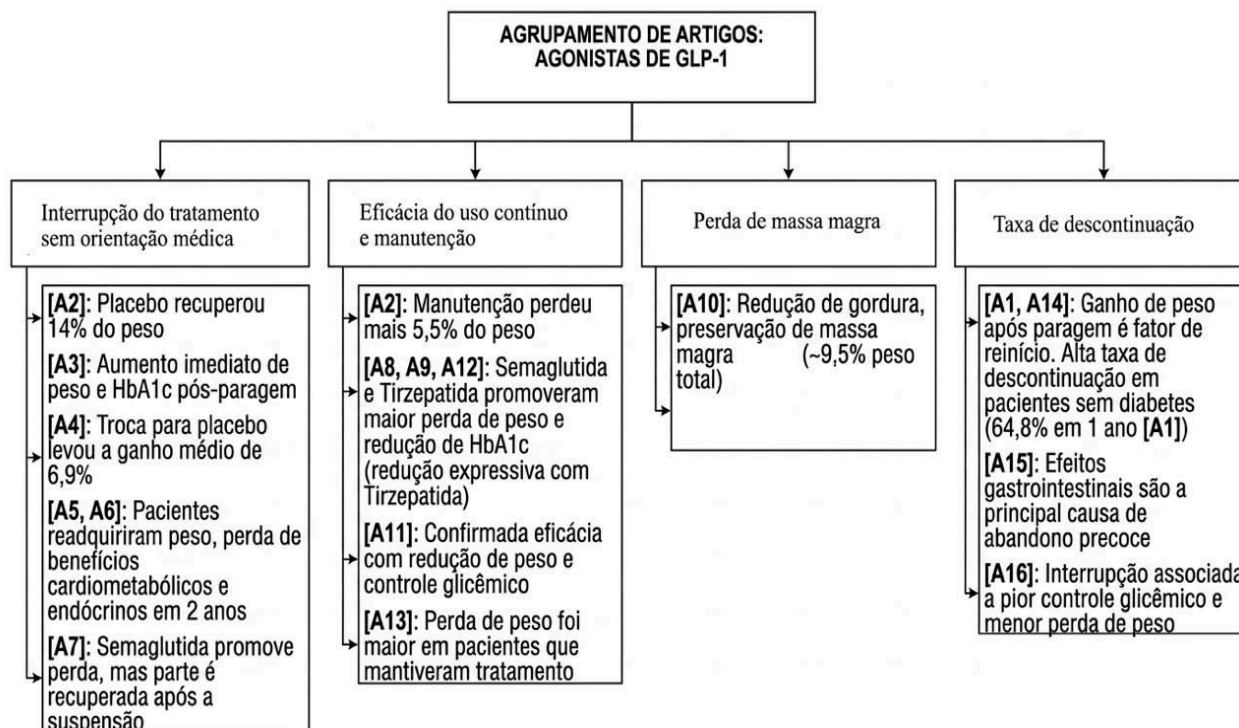 AGRUPAMENTO DE ARTIGOS:
AGONISTAS DE GLP-1
Interrupção do tratamento
sem orientação médica
[A2]: Placebo recuperou
14% do peso
[A3]: Aumento imediato de
peso e HbA1c pós-paragem
[A4]: Troca para placebo
levou a ganho médio de
6,9%
[A5, A6]: Pacientes
readquiriram peso, perda de
benefícios
cardiometabólicos e
endócrinos em 2 anos
[A7]: Semaglutida promove
perda, mas parte é
recuperada após a
suspensão
Eficácia do uso contínuo
e manutenção
[A2]: Manutenção perdeu
mais 5,5% do peso
[A8, A9, A12]: Semaglutida
e Tirzepatida promoveram
maior perda de peso e
redução de HbA1c
(redução expressiva com
Tirzepatida)
[A11]: Confirmada eficácia
com redução de peso e
controle glicêmico
[A13]: Perda de peso foi
maior em pacientes que
mantiveram tratamento
Perda de massa magra
[A10]: Redução de gordura,
preservação de massa
magra (~9,5% peso
total)
Taxa de descontinuação
[A1, A14]: Ganho de peso
após paragem é fator de
reinício. Alta taxa de
descontinuação em
pacientes sem diabetes
(64,8% em 1 ano [A1])
[A15]: Efeitos
gastrointestinais são a
principal causa de
abandono precoce
[A16]: Interrupção associada
a pior controle glicêmico e
menor perda de peso